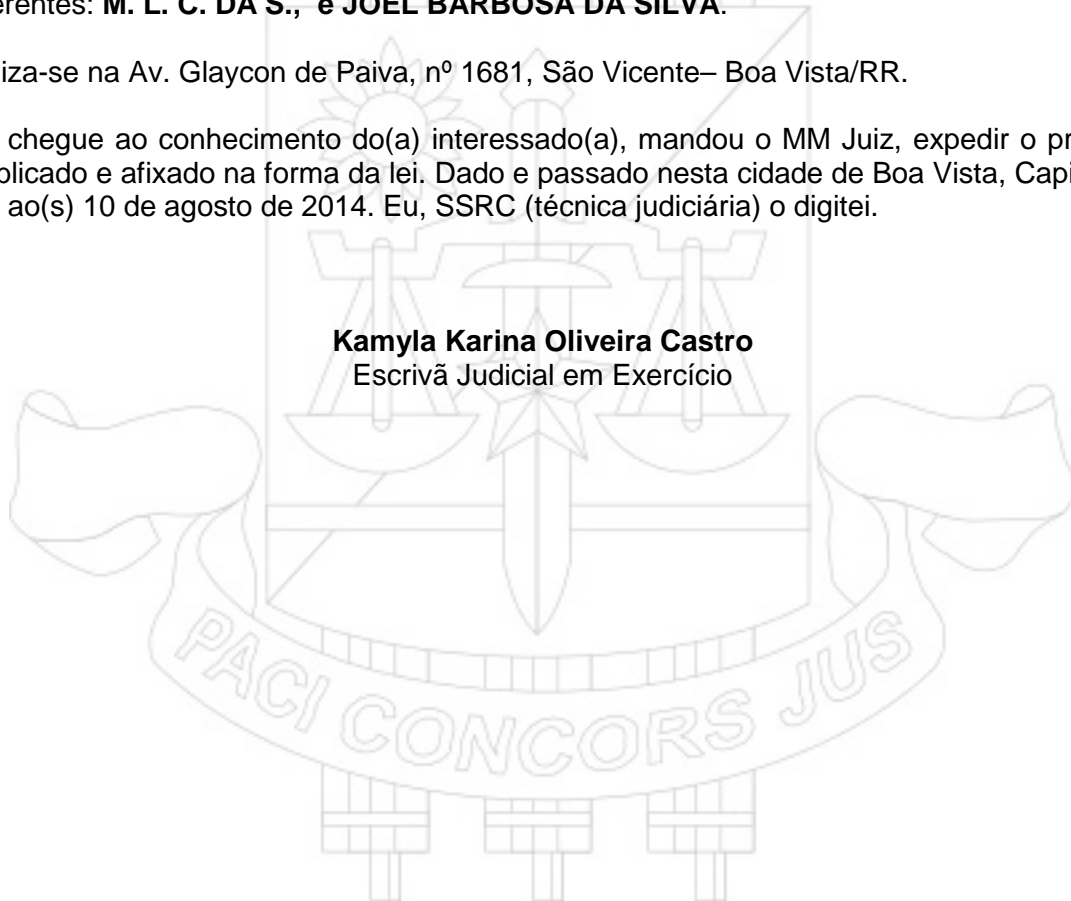 erentes: M. L. C. DA S., e JOEL BARBOSA DA SILVA.
iza-se na Av. Glaycon de Paiva, nº 1681, São Vicente– Boa Vista/RR.
chegue ao conhecimento do(a) interessado(a), mandou o MM Juiz, expedir o pr
blicado e afixado na forma da lei. Dado e passado nesta cidade de Boa Vista, Capi
ao(s) 10 de agosto de 2014. Eu, SSRC (técnica judiciária) o digitei.
Kamyla Karina Oliveira Castro
Escrivã Judicial em Exercício
PACI CONCORS JUS